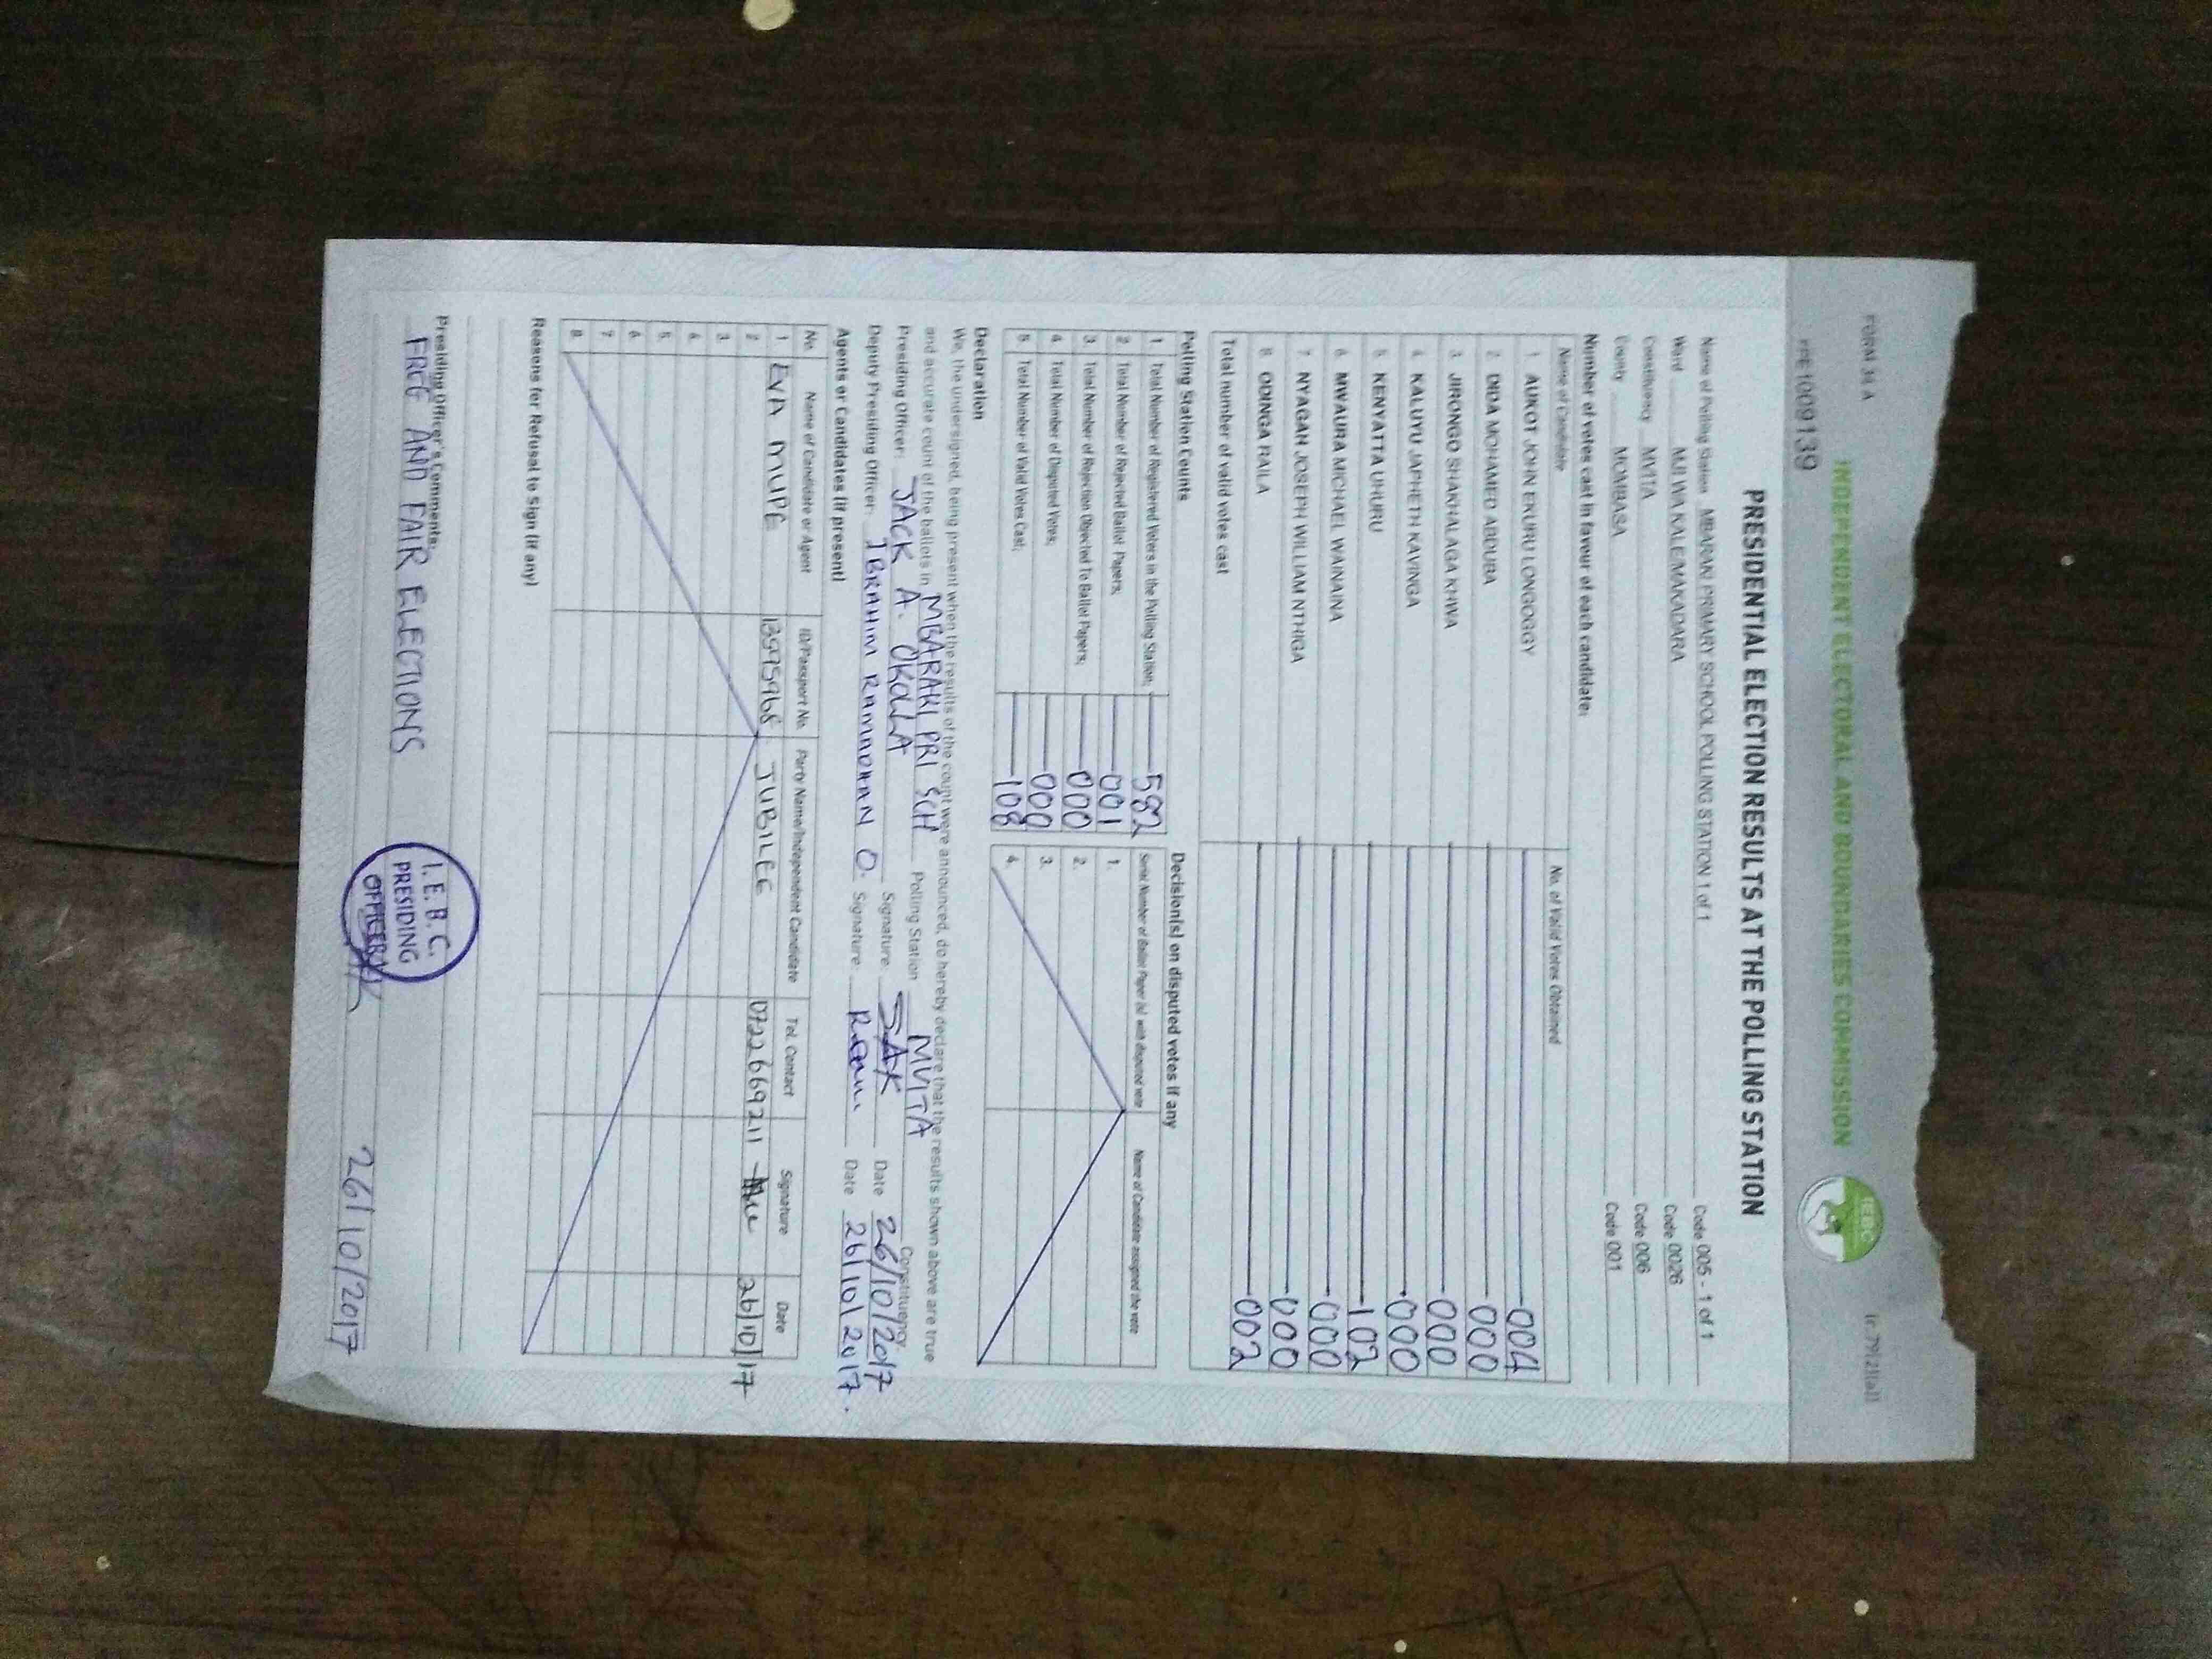 FORM 34 A
INDEPENDENT ELECTORAL AND BOUNDARIES COMMISSION
IEBC
PRESIDENTIAL ELECTION RESULTS AT THE POLLING STATION
Name of Polling Station MBARAKI PRIMARY SCHOOL POLLING STATION 1 of 1 Code 005 - 1 of 1
Ward MJI WA KALE/MAKADARA Code 0026
Constituency MVITA Code 006
County MOMBASA Code 001
Number of votes cast in favour of each candidate:
Name of Candidate No. of Valid Votes Obtained
1. AUKOT JOHN EKURU LONGOGGY 004
2. DIDA MOHAMED ABDUBA 000
3. JIRONGO SHAKHALAGA KHWA 000
4. KALUYU JAPHETH KAVINGA 000
5. KENYATTA UHURU 102
6. MWAURA MICHAEL WAINAINA 000
7. NYAGAH JOSEPH WILLIAM NTHIGA 000
8. ODINGA RAILA 002
Total number of valid votes cast
Polling Station Counts
1. Total Number of Registered Voters in the Polling Station; 582
2. Total Number of Rejected Ballot Papers; 001
3. Total Number of Rejection Objected To Ballot Papers; 000
4. Total Number of Disputed Votes; 000
5. Total Number of Valid Votes Cast; 108
Decision(s) on disputed votes if any
Serial Number of Ballot Paper (s) with disputed vote Name of Candidate assigned the vote
1.
2.
3.
4.
Declaration
We, the undersigned, being present when the results of the count were announced, do hereby declare that the results shown above are true
and accurate count of the ballots in MBARAKI PRI SCH Polling Station MVITA Constituency
Presiding Officer: JACK A. OKOLLA Signature: Date 26/10/2017
Deputy Presiding Officer: IBRAHIM RAMADHAN O. Signature: Date 26/10/2017.
Agents or Candidates (if present)
No. Name of Candidate or Agent ID/Passport No. Party Name/Independent Candidate Tel. Contact Signature Date
1 EVA MUPE 13595968 JUBILEE 0722669211 26/10/17
2
3
4
5
6
7
8
Reasons for Refusal to Sign (if any)
Presiding Officer's Comments:
FREE AND FAIR ELECTIONS
I. E. B. C.
PRESIDING
OFFICER
26/10/2017